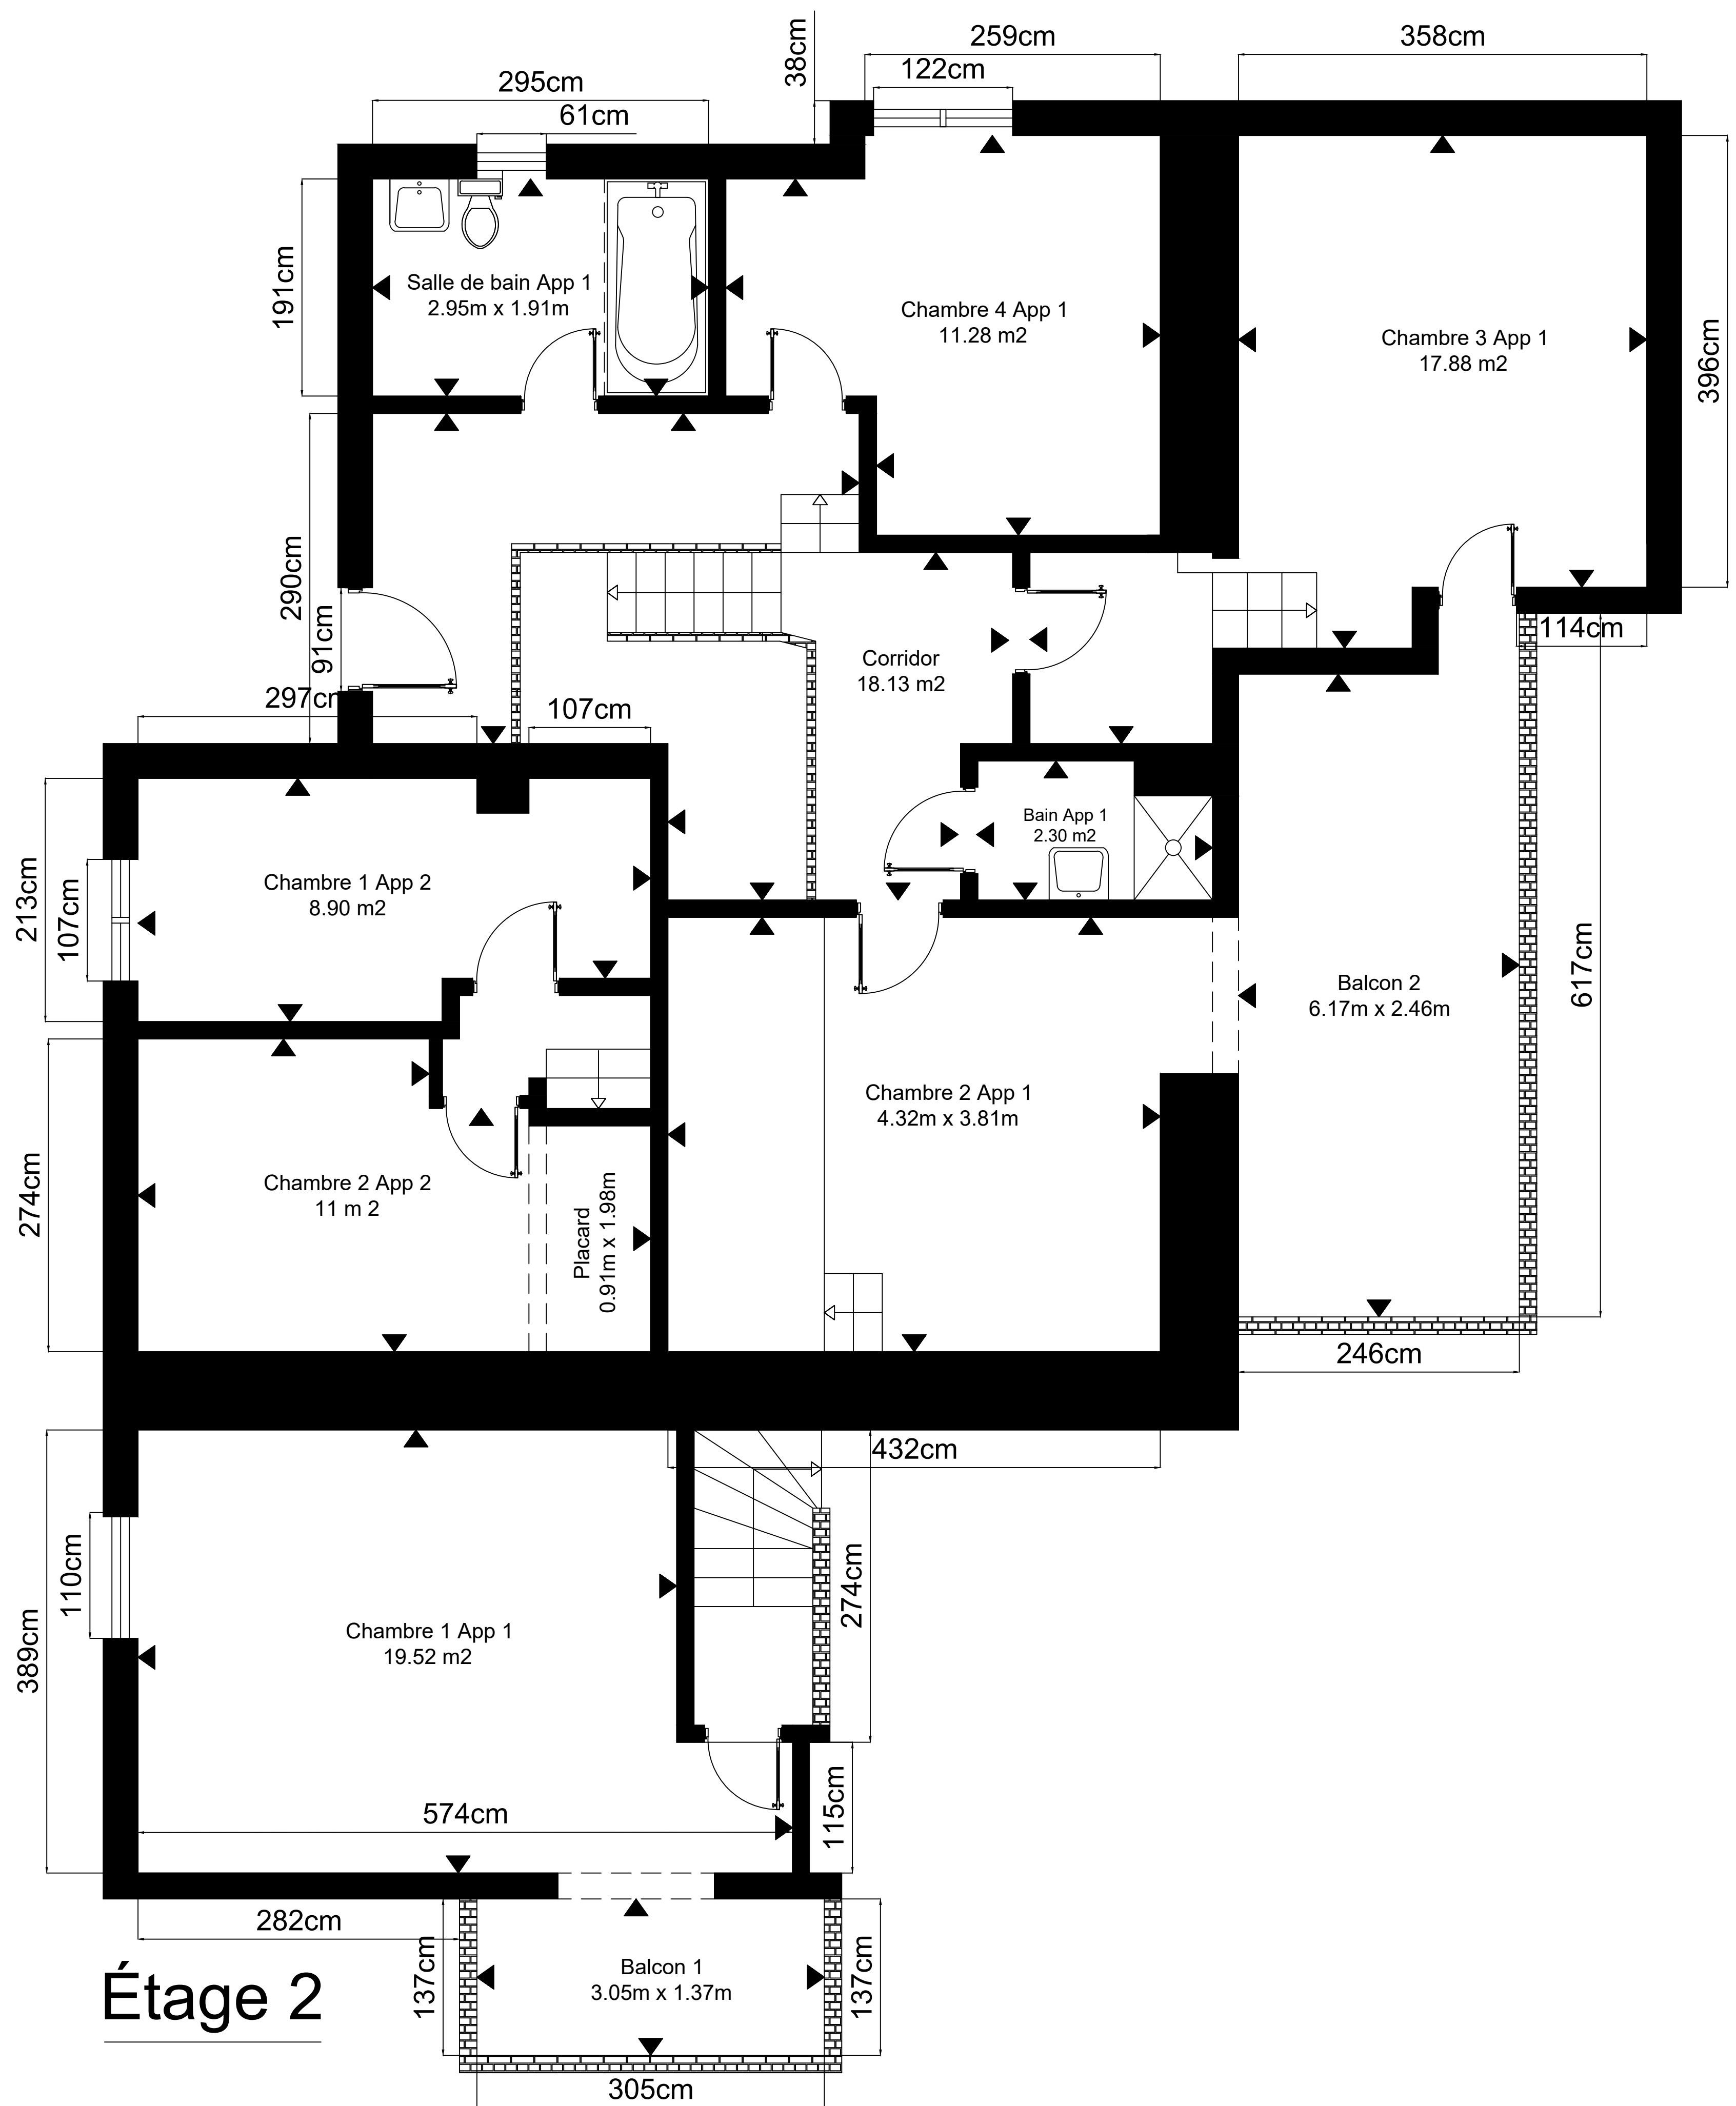 38cm
259cm
358cm
122cm
295cm
61cm
191cm
Salle de bain App 1
2.95m x 1.91m
Chambre 4 App 1
11.28 m2
Chambre 3 App 1
17.88 m2
396cm
290cm
91cm
114cm
Corridor
18.13 m2
297cm
107cm
213cm
107cm
Chambre 1 App 2
8.90 m2
Bain App 1
2.30 m2
617cm
Balcon 2
6.17m x 2.46m
Chambre 2 App 1
4.32m x 3.81m
274cm
Chambre 2 App 2
11 m 2
Placard
0.91m x 1.98m
246cm
432cm
110cm
389cm
274cm
Chambre 1 App 1
19.52 m2
574cm
115cm
282cm
137cm
Balcon 1
3.05m x 1.37m
137cm
Étage 2
305cm